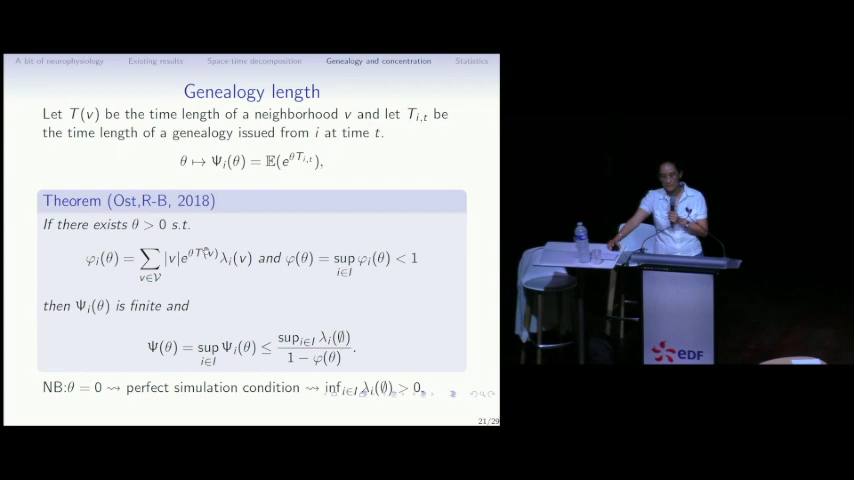 A bit of neurophysiology Existing results Space-time decomposition Genealogy and concentration Statistics
Genealogy length
Let T(v) be the time length of a neighborhood v and let T_{i,t} be
the time length of a genealogy issued from i at time t.
θ ↦ Ψ_i(θ) = 𝔼(e^{θT_{i,t}}),
Theorem (Ost,R-B, 2018)
If there exists θ > 0 s.t.
φ_i(θ) = ∑_{v∈𝒱} |v|e^{θT(v)}λ_i(v) and φ(θ) = sup_{i∈I} φ_i(θ) < 1
then Ψ_i(θ) is finite and
Ψ(θ) = sup_{i∈I} Ψ_i(θ) ≤ sup_{i∈I} λ_i(∅) / 1 − φ(θ).
NB:θ = 0 ⇝ perfect simulation condition ⇝ inf_{i∈I} λ_i(∅) > 0.
21/29
eDF